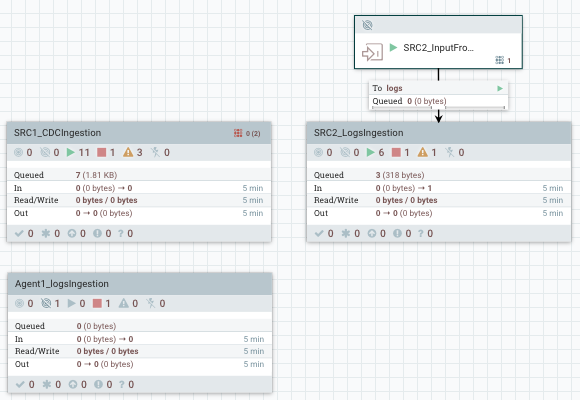 SRC2_InputFro...
1
To logs
Queued 0 (0 bytes)
SRC1_CDCIngestion
0 (2)
0 0 11 1 3 0
Queued 7 (1.81 KB)
In 0 (0 bytes) → 0 5 min
Read/Write 0 bytes / 0 bytes 5 min
Out 0 → 0 (0 bytes) 5 min
0 0 0 0 ? 0
SRC2_LogsIngestion
0 0 6 1 1 0
Queued 3 (318 bytes)
In 0 (0 bytes) → 1 5 min
Read/Write 0 bytes / 0 bytes 5 min
Out 0 → 0 (0 bytes) 5 min
0 0 0 0 ? 0
Agent1_logsIngestion
0 1 0 1 0 0
Queued 0 (0 bytes)
In 0 (0 bytes) → 0 5 min
Read/Write 0 bytes / 0 bytes 5 min
Out 0 → 0 (0 bytes) 5 min
0 0 0 0 ? 0